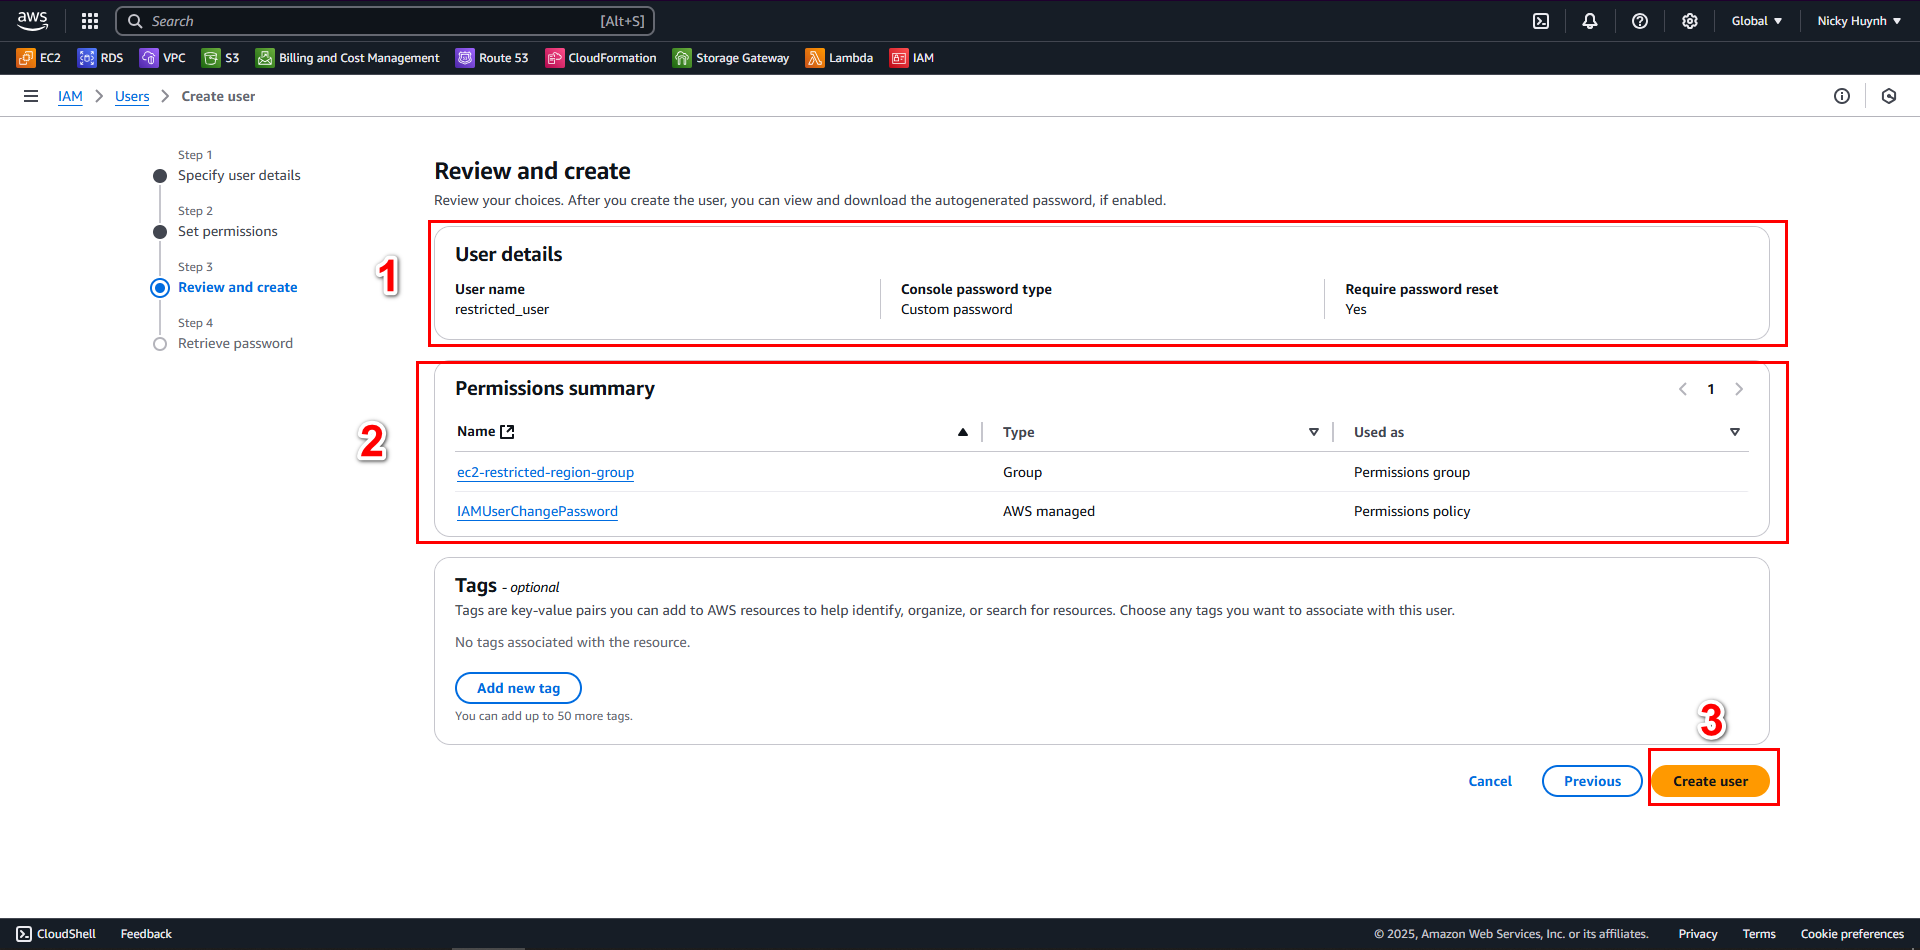 aws Search [Alt+S] Global Nicky Huynh
EC2 RDS VPC S3 Billing and Cost Management Route 53 CloudFormation Storage Gateway Lambda IAM
IAM Users Create user
Step 1
Specify user details
Step 2
Set permissions
Step 3
Review and create
Step 4
Retrieve password
Review and create
Review your choices. After you create the user, you can view and download the autogenerated password, if enabled.
1
User details
User name Console password type Require password reset
restricted_user Custom password Yes
2
Permissions summary 1
Name Type Used as
ec2-restricted-region-group Group Permissions group
IAMUserChangePassword AWS managed Permissions policy
Tags - optional
Tags are key-value pairs you can add to AWS resources to help identify, organize, or search for resources. Choose any tags you want to associate with this user.
No tags associated with the resource.
Add new tag
You can add up to 50 more tags.
3
Cancel Previous Create user
CloudShell Feedback © 2025, Amazon Web Services, Inc. or its affiliates. Privacy Terms Cookie preferences